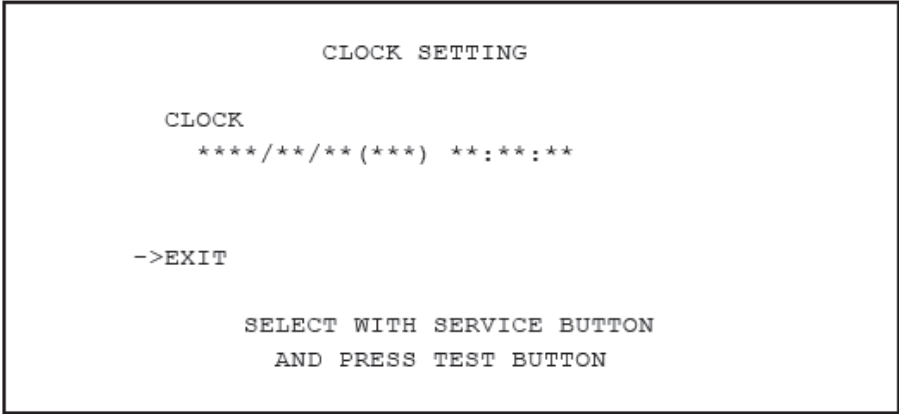 CLOCK SETTING
CLOCK
****/**/**(***) **:**:**
->EXIT
SELECT WITH SERVICE BUTTON
AND PRESS TEST BUTTON